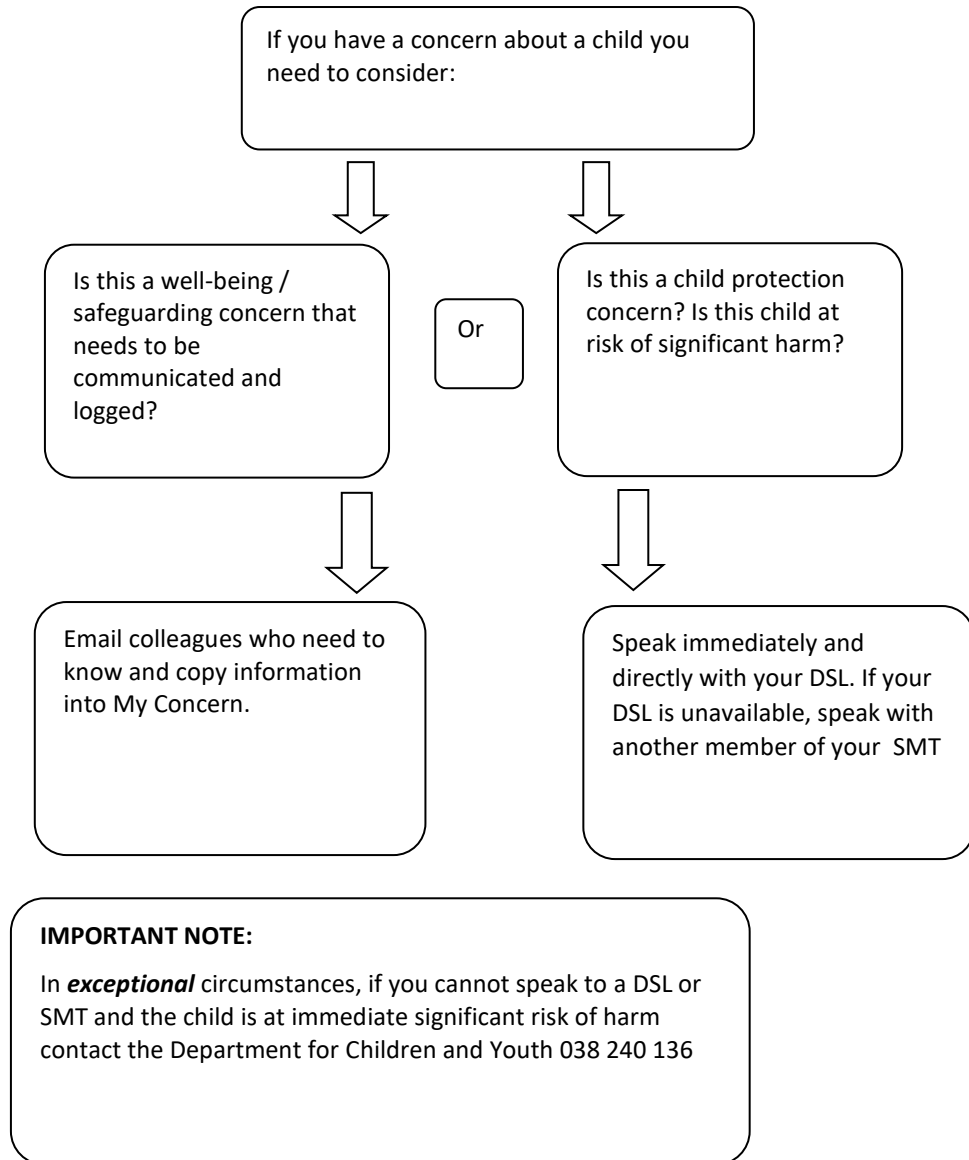 If you have a concern about a child you
need to consider:
Is this a well-being /
safeguarding concern that
needs to be
communicated and
logged?
Or
Is this a child protection
concern? Is this child at
risk of significant harm?
Email colleagues who need to
know and copy information
into My Concern.
Speak immediately and
directly with your DSL. If your
DSL is unavailable, speak with
another member of your SMT
IMPORTANT NOTE:
In exceptional circumstances, if you cannot speak to a DSL or
SMT and the child is at immediate significant risk of harm
contact the Department for Children and Youth 038 240 136